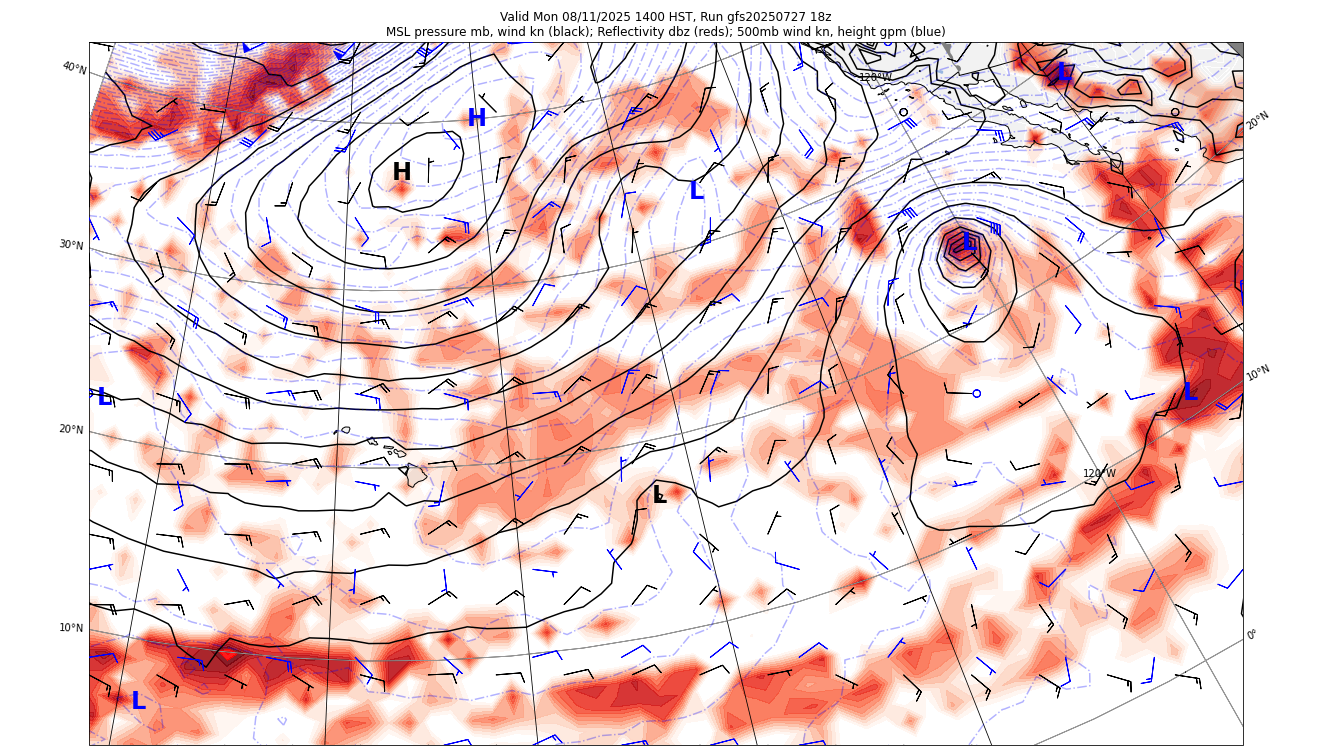 Valid Mon 08/11/2025 1400 HST, Run gfs20250727 18z
MSL pressure mb, wind kn (black); Reflectivity dbz (reds); 500mb wind kn, height gpm (blue)
40°N
120°W
L
20°N
H
H
L
30°N
L
10°N
L
L
20°N
120°W
L
10°N
0°
L